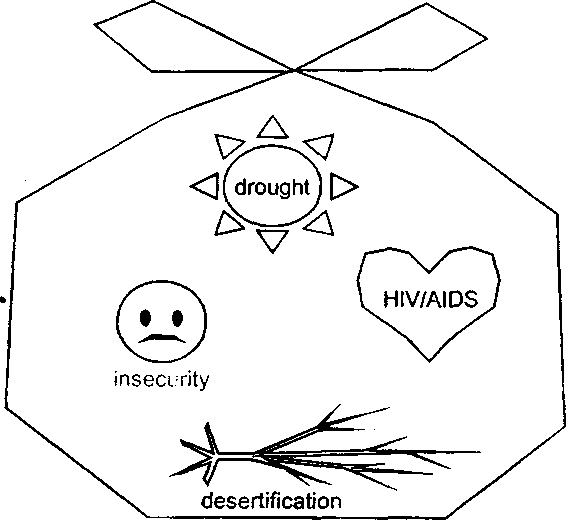 drought
HIV/AIDS
insecurity
desertification